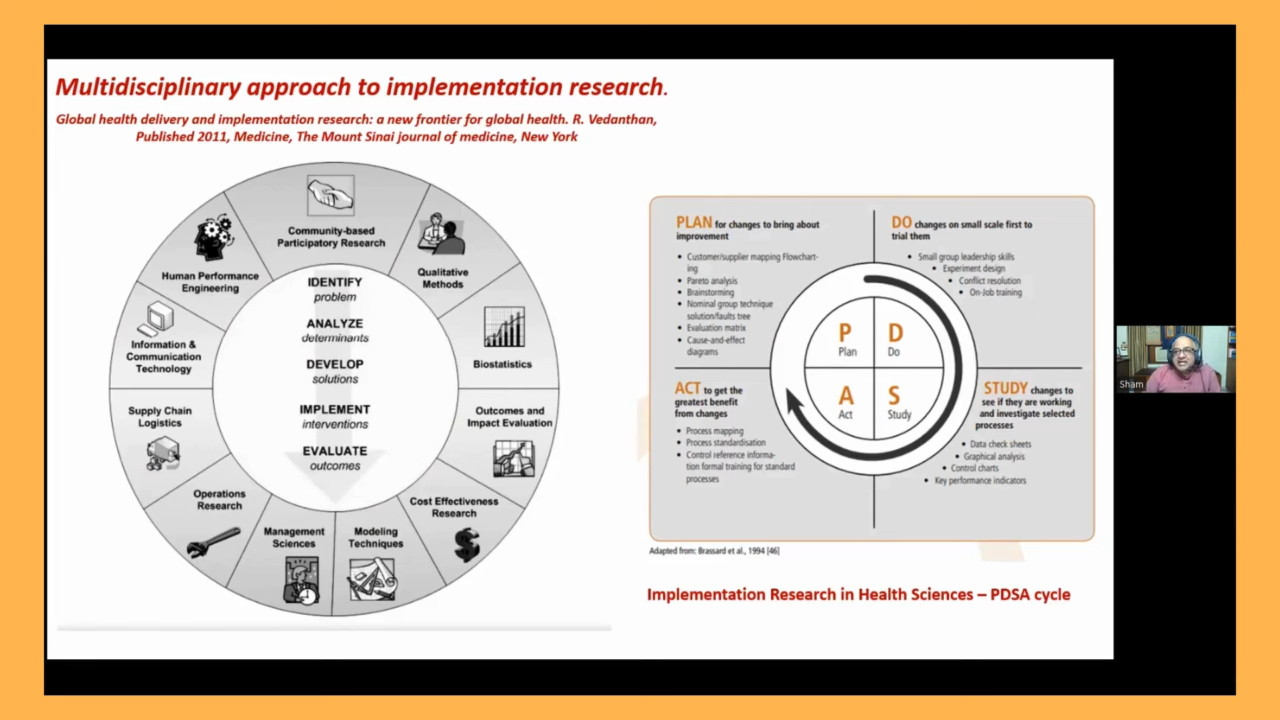 Multidisciplinary approach to implementation research.
Global health delivery and implementation research: a new frontier for global health. R. Vedanthan,
Published 2011, Medicine, The Mount Sinai journal of medicine, New York
Community-based
Participatory Research
Qualitative
Methods
Biostatistics
Outcomes and
Impact Evaluation
Cost Effectiveness
Research
Modeling
Techniques
Management
Sciences
Operations
Research
Supply Chain
Logistics
Information &
Communication
Technology
Human Performance
Engineering
IDENTIFY
problem
ANALYZE
determinants
DEVELOP
solutions
IMPLEMENT
interventions
EVALUATE
outcomes
PLAN for changes to bring about
improvement
• Customer/supplier mapping Flowchart-
ing
• Pareto analysis
• Brainstorming
• Nominal group technique
solution/faults tree
• Evaluation matrix
• Cause-and-effect
diagrams
DO changes on small scale first to
trial them
• Small group leadership skills
• Experiment design
• Conflict resolution
• On-Job training
P
Plan
D
Do
A
Act
S
Study
ACT to get the
greatest benefit
from changes
• Process mapping
• Process standardisation
• Control reference informa-
tion formal training for standard
processes
STUDY changes to
see if they are working
and investigate selected
processes
• Data check sheets
• Graphical analysis
• Control charts
• Key performance indicators
Adapted from: Brassard et al., 1994 [46]
Implementation Research in Health Sciences – PDSA cycle
Sham